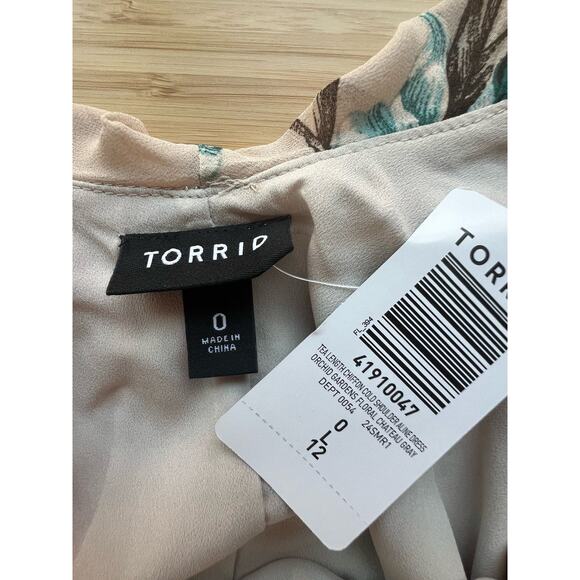 TORRID
0
MADE IN
CHINA
TORRI
FL_394
41910047
TEA LENGTH CHIFFON COLD SHOULDER ALINE DRESS
ORCHID GARDENS FLORAL CHATEAU GRAY
DEPT 0054 24SMR1
0
L
12